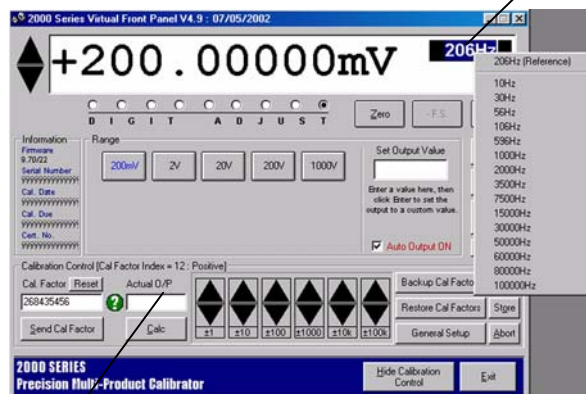 2000 Series Virtual Front Panel V4.9 : 07/05/2002
+200.00000mV
206Hz
206Hz (Reference)
10Hz
30Hz
56Hz
106Hz
596Hz
1000Hz
2000Hz
3500Hz
7500Hz
15000Hz
30000Hz
50000Hz
60000Hz
80000Hz
100000Hz
D I G I T A D J U S T
Zero
- F.S.
Information
Firmware
9.70/22
Serial Number
Cal. Date
Cal. Due
Cert. No.
Range
200mV
2V
20V
200V
1000V
Set Output Value
Enter a value here, then
click Enter to set the
output to a custom value.
Auto Output ON
Calibration Control [Cal Factor Index = 12 : Positive]
Cal. Factor
Reset
Actual O/P
268435456
?
Send Cal Factor
Calc
±1
±10
±100
±1000
±10k
±100k
Backup Cal Facto
Restore Cal Factors
Store
General Setup
Abort
2000 SERIES
Precision Multi-Product Calibrator
Hide Calibration
Control
Exit